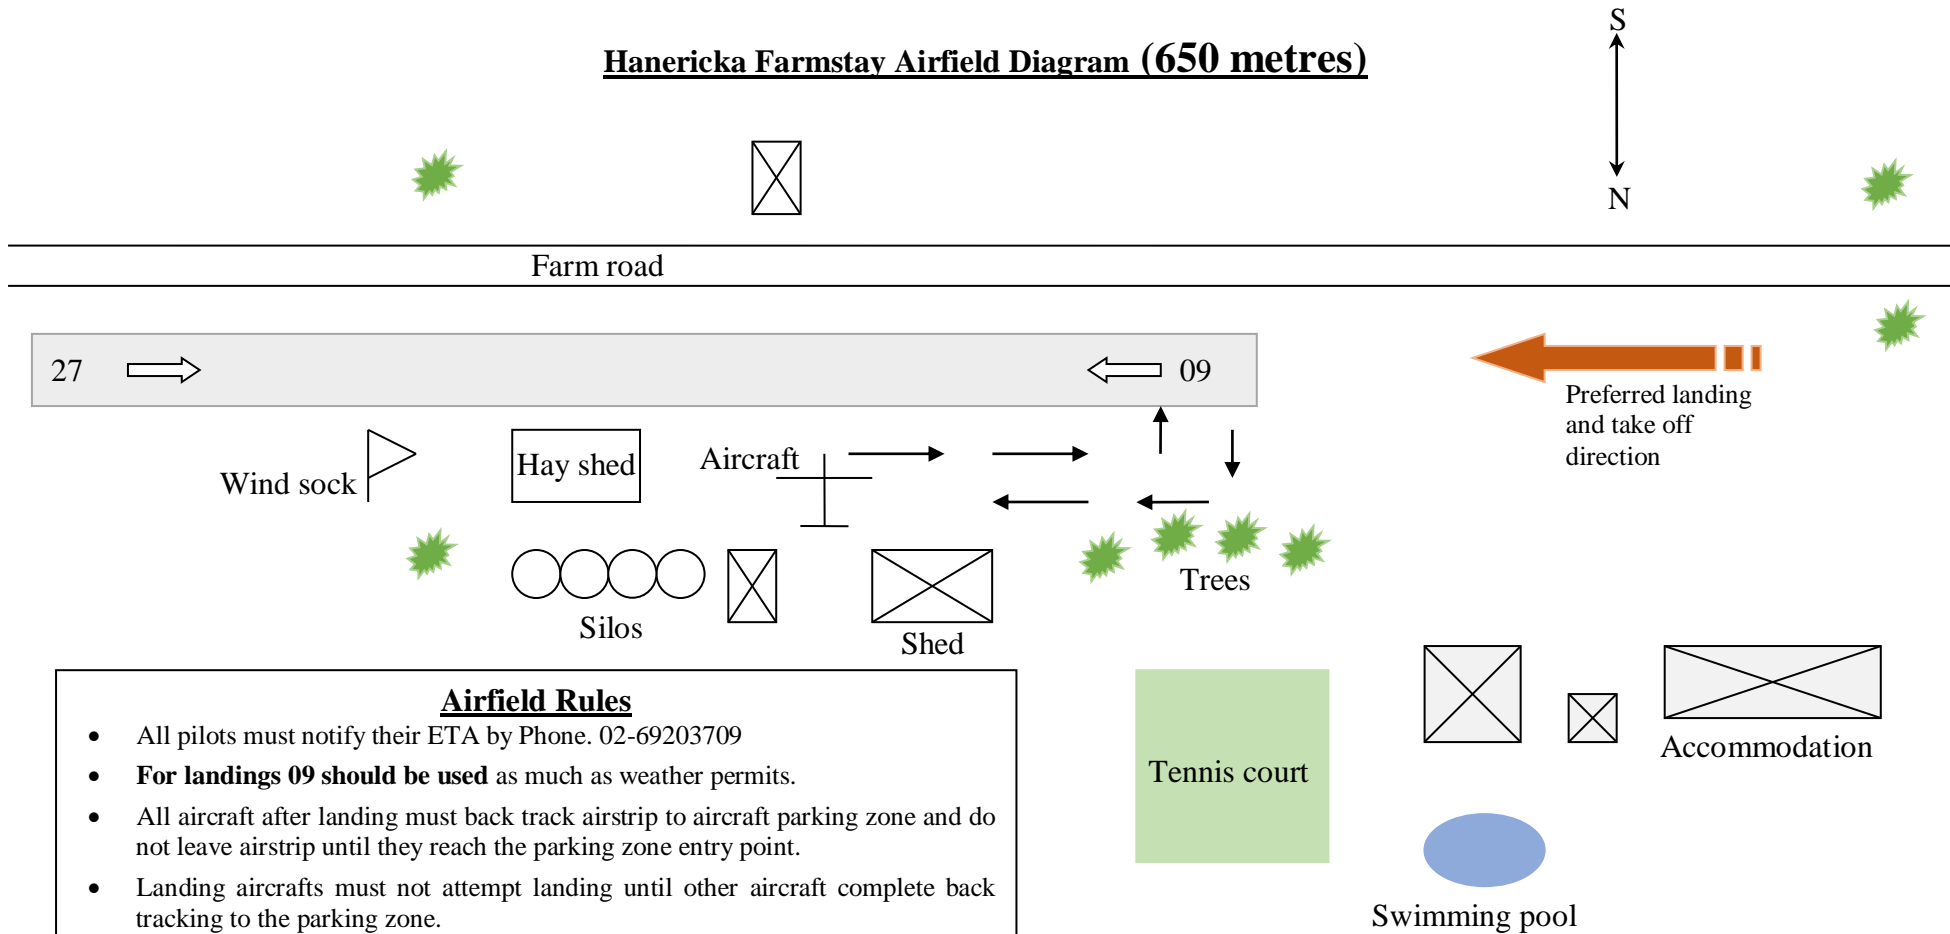 S
Hanericka Farmstay Airfield Diagram (650 metres)
N
Farm road
27
09
Preferred landing
and take off
direction
Wind sock
Hay shed
Aircraft
Silos
Shed
Trees
Accommodation
Tennis court
Swimming pool
Airfield Rules
• All pilots must notify their ETA by Phone. 02-69203709
• For landings 09 should be used as much as weather permits.
• All aircraft after landing must back track airstrip to aircraft parking zone and do
not leave airstrip until they reach the parking zone entry point.
• Landing aircrafts must not attempt landing until other aircraft complete back
tracking to the parking zone.